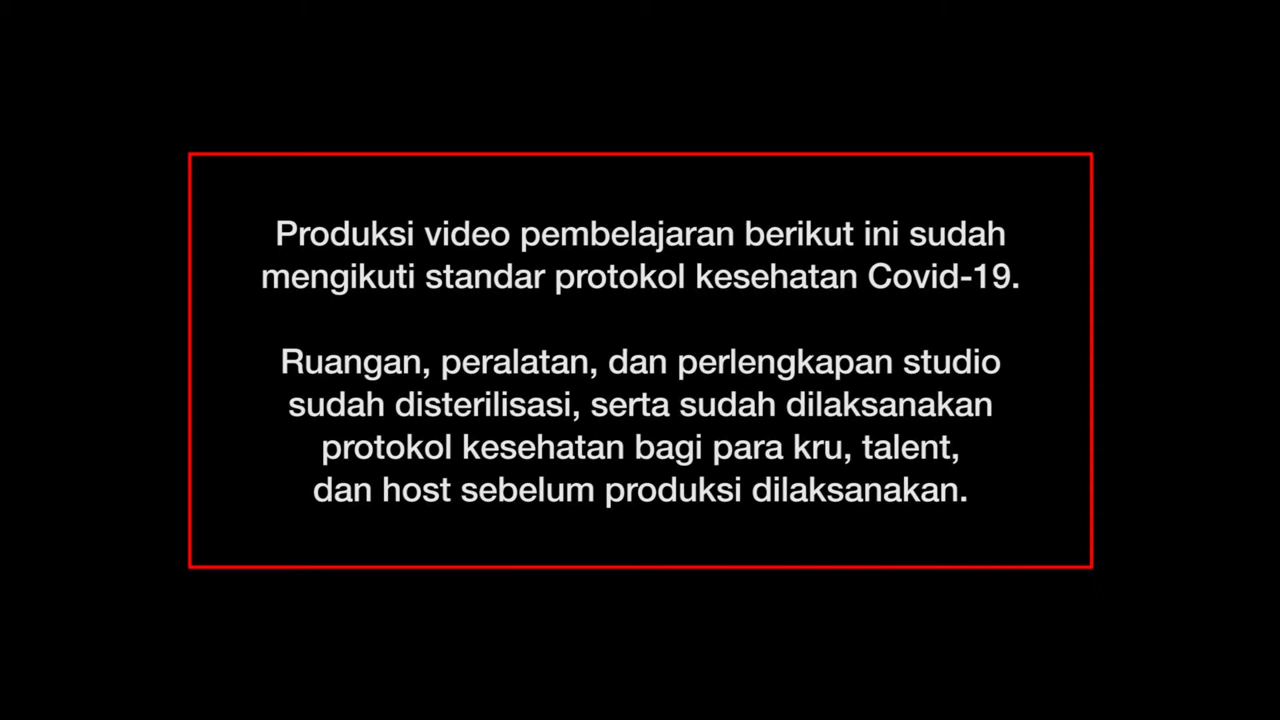 Produksi video pembelajaran berikut ini sudah
mengikuti standar protokol kesehatan Covid-19.
Ruangan, peralatan, dan perlengkapan studio
sudah disterilisasi, serta sudah dilaksanakan
protokol kesehatan bagi para kru, talent,
dan host sebelum produksi dilaksanakan.